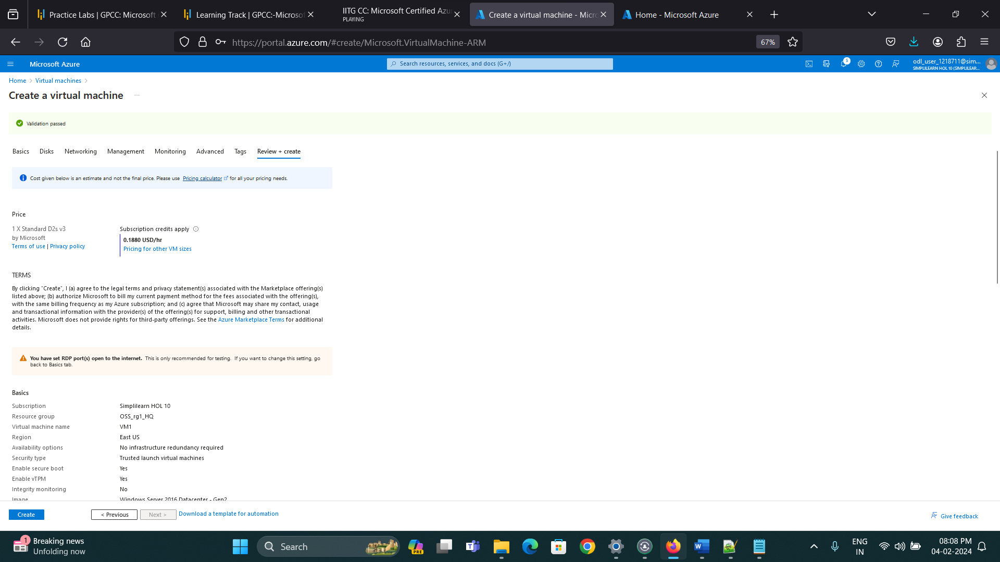 Practice Labs | GPCC: Microsoft
Learning Track | GPCC:-Microsof
IITG CC: Microsoft Certified Azu
PLAYING
Create a virtual machine - Micro
Home - Microsoft Azure
https://portal.azure.com/#create/Microsoft.VirtualMachine-ARM
67%
Microsoft Azure
Search resources, services, and docs (G+/)
5
odl_user_1218711@sim...
SIMPLILEARN HOL 10 (SIMPLILEAR...
Home > Virtual machines >
Create a virtual machine ...
Validation passed
Basics Disks Networking Management Monitoring Advanced Tags Review + create
Cost given below is an estimate and not the final price. Please use Pricing calculator for all your pricing needs.
Price
1 X Standard D2s v3
by Microsoft
Terms of use | Privacy policy
Subscription credits apply
0.1880 USD/hr
Pricing for other VM sizes
TERMS
By clicking "Create", I (a) agree to the legal terms and privacy statement(s) associated with the Marketplace offering(s)
listed above; (b) authorize Microsoft to bill my current payment method for the fees associated with the offering(s),
with the same billing frequency as my Azure subscription; and (c) agree that Microsoft may share my contact, usage
and transactional information with the provider(s) of the offering(s) for support, billing and other transactional
activities. Microsoft does not provide rights for third-party offerings. See the Azure Marketplace Terms for additional
details.
You have set RDP port(s) open to the internet. This is only recommended for testing. If you want to change this setting, go
back to Basics tab.
Basics
Subscription Simplilearn HOL 10
Resource group OSS_rg1_HQ
Virtual machine name VM1
Region East US
Availability options No infrastructure redundancy required
Security type Trusted launch virtual machines
Enable secure boot Yes
Enable vTPM Yes
Integrity monitoring No
Image Windows Server 2016 Datacenter - Gen2
Create < Previous Next > Download a template for automation
Give feedback
1
Breaking news
Unfolding now
Search
PRE
ENG
IN
08:08 PM
04-02-2024